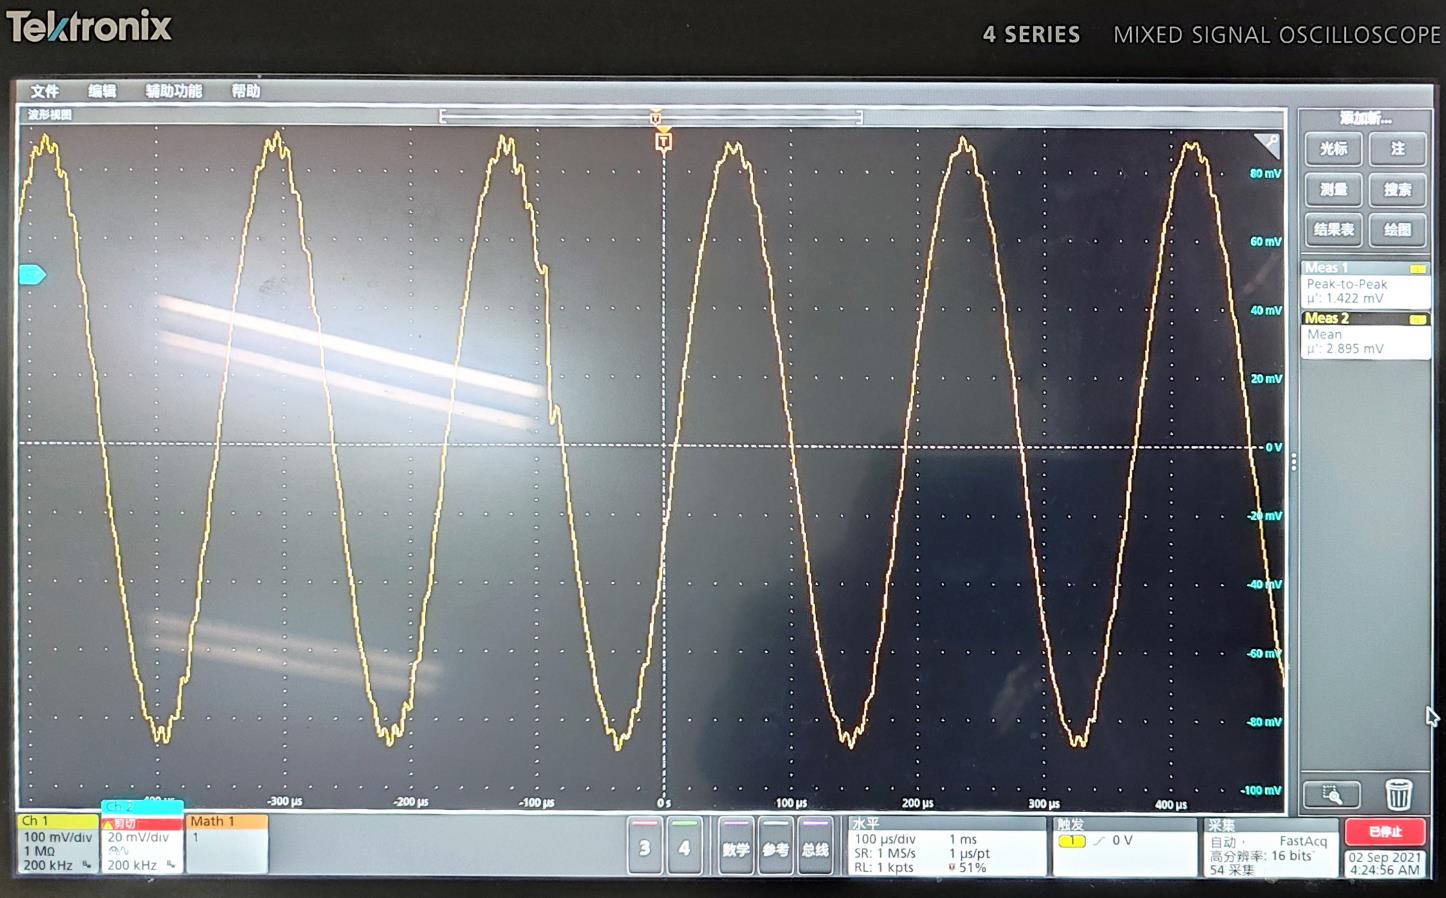 Tektronix
4 SERIES MIXED SIGNAL OSCILLOSCOPE
文件 编辑 辅助功能 帮助
波形视图
添加新...
光标 注
测量 搜索
结果表 绘图
T
T
80 mV
60 mV
40 mV
20 mV
0 V
-20 mV
-40 mV
-60 mV
-80 mV
-100 mV
Meas 1
Peak-to-Peak
µ': 1.422 mV
Meas 2
Mean
µ': 2.895 mV
-400 µs -300 µs -200 µs -100 µs 0 s 100 µs 200 µs 300 µs 400 µs
Ch 1
100 mV/div
1 MΩ
200 kHz
Ch 2
剪切
20 mV/div
200 kHz
Math 1
1
3 4 数学 参考 总线
水平
100 µs/div 1 ms
SR: 1 MS/s 1 µs/pt
RL: 1 kpts 51%
触发
1 0 V
采集
自动, FastAcq
高分辨率: 16 bits
54 采集
已停止
02 Sep 2021
4:24:56 AM